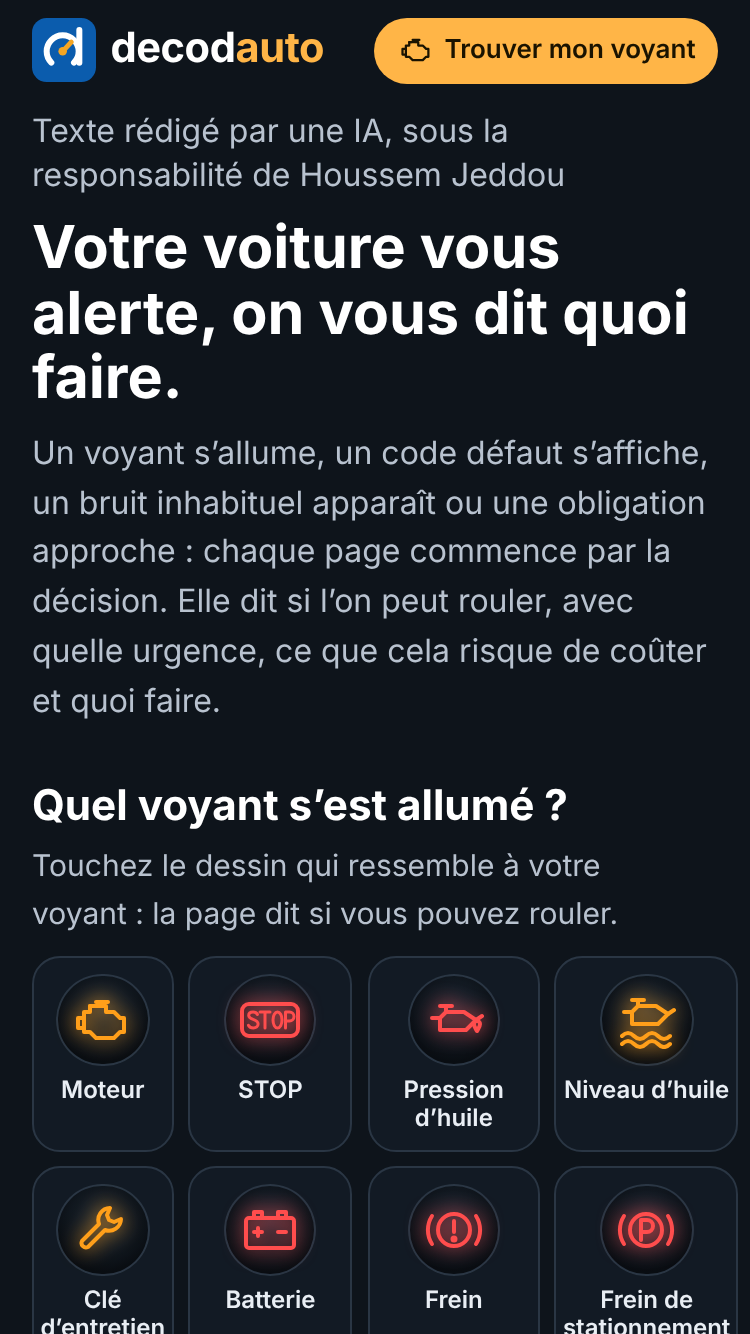 decodauto
Trouver mon voyant
Texte rédigé par une IA, sous la
responsabilité de Houssem Jeddou
Votre voiture vous
alerte, on vous dit quoi
faire.
Un voyant s’allume, un code défaut s’affiche,
un bruit inhabituel apparaît ou une obligation
approche : chaque page commence par la
décision. Elle dit si l’on peut rouler, avec
quelle urgence, ce que cela risque de coûter
et quoi faire.
Quel voyant s’est allumé ?
Touchez le dessin qui ressemble à votre
voyant : la page dit si vous pouvez rouler.
STOP
Moteur
STOP
Pression
d’huile
Niveau d’huile
P
Clé
d’entretien
Batterie
Frein
Frein de
stationnement